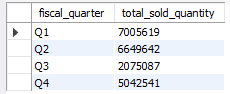 fiscal_quarter total_sold_quantity
Q1 7005619
Q2 6649642
Q3 2075087
Q4 5042541